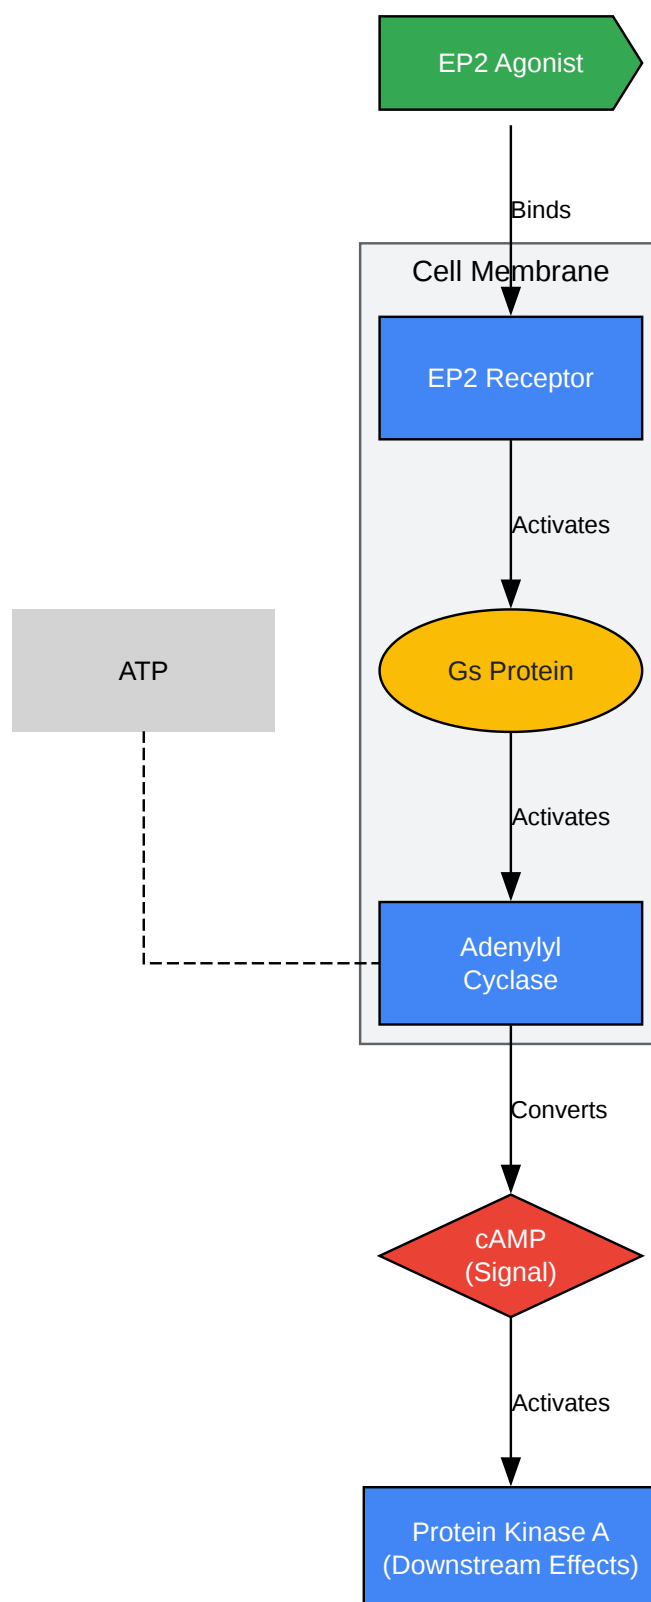 EP2 Agonist
Binds
Cell Membrane
EP2 Receptor
Activates
ATP
Gs Protein
Activates
Adenylyl
Cyclase
Converts
cAMP
(Signal)
Activates
Protein Kinase A
(Downstream Effects)